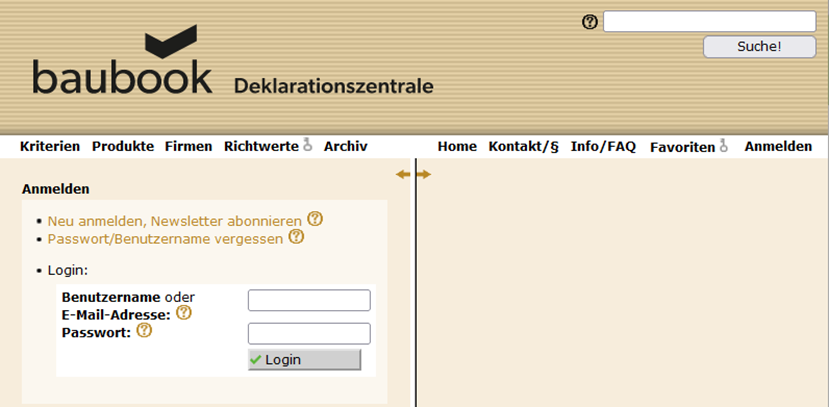 Suche!
baubook Deklarationszentrale
Kriterien Produkte Firmen Richtwerte Archiv Home Kontakt/§ Info/FAQ Favoriten Anmelden
Anmelden
• Neu anmelden, Newsletter abonnieren ?
• Passwort/Benutzername vergessen ?
• Login:
Benutzername oder
E-Mail-Adresse: ?
Passwort: ?
Login